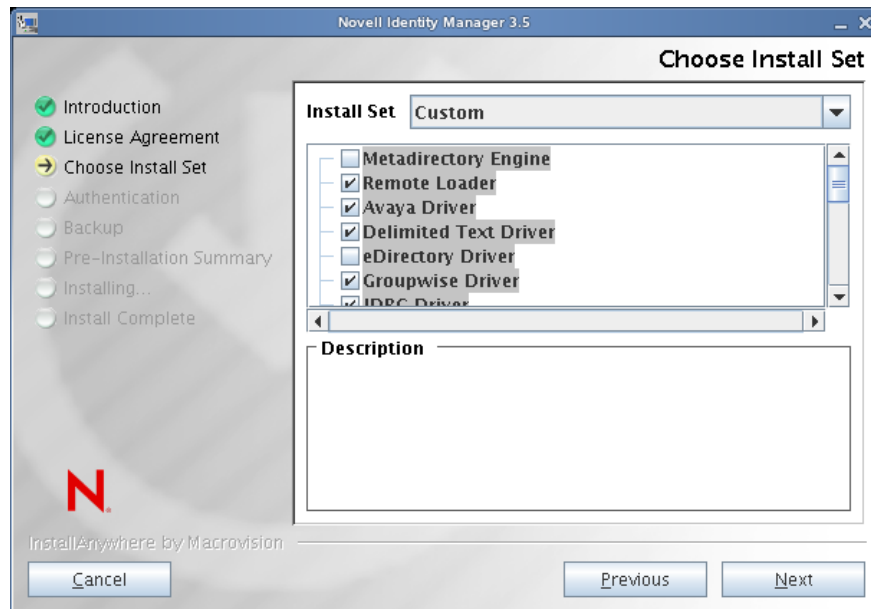 Novell Identity Manager 3.5
Choose Install Set
Introduction
License Agreement
Choose Install Set
Authentication
Backup
Pre-Installation Summary
Installing...
Install Complete
Install Set Custom
Metadirectory Engine
Remote Loader
Avaya Driver
Delimited Text Driver
eDirectory Driver
Groupwise Driver
JDBC Driver
Description
N
InstallAnywhere by Macrovision
Cancel
Previous
Next